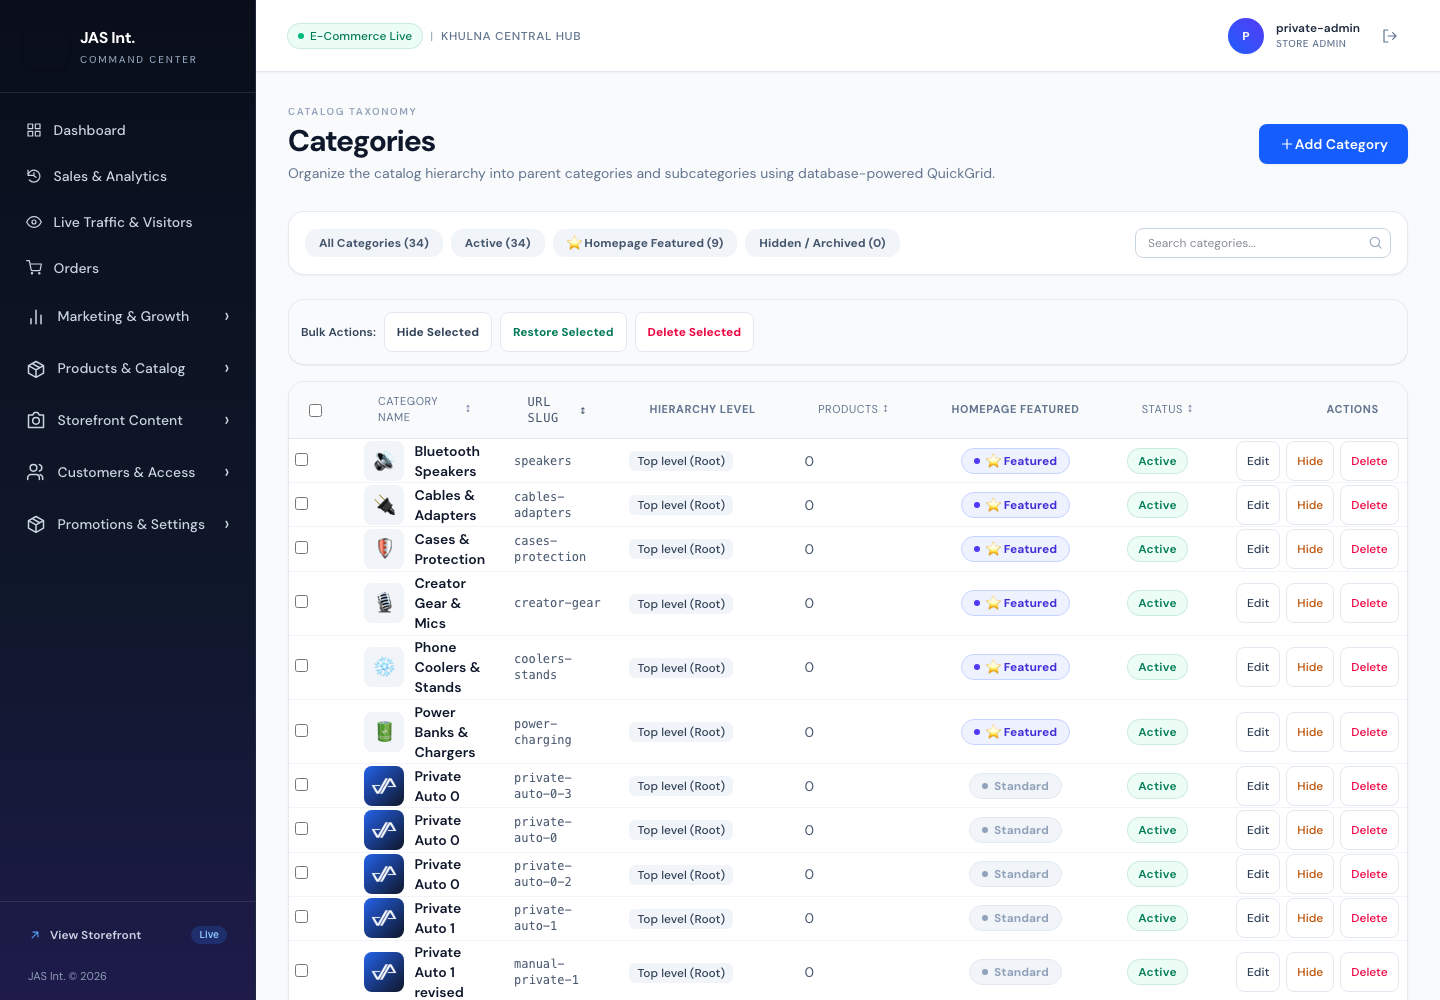 JAS Int.
COMMAND CENTER
Dashboard
Sales & Analytics
Live Traffic & Visitors
Orders
Marketing & Growth
Products & Catalog
Storefront Content
Customers & Access
Promotions & Settings
View Storefront Live
JAS Int. © 2026
E-Commerce Live | KHULNA CENTRAL HUB
P
private-admin
STORE ADMIN
CATALOG TAXONOMY
Categories
Organize the catalog hierarchy into parent categories and subcategories using database-powered QuickGrid.
+Add Category
All Categories (34) Active (34) ⭐Homepage Featured (9) Hidden / Archived (0)
Search categories...
Bulk Actions: Hide Selected Restore Selected Delete Selected
CATEGORY NAME ↕ URL SLUG ↕ HIERARCHY LEVEL PRODUCTS ↕ HOMEPAGE FEATURED STATUS ↕ ACTIONS
Bluetooth Speakers speakers Top level (Root) 0 ⭐Featured Active Edit Hide Delete
Cables & Adapters cables-adapters Top level (Root) 0 ⭐Featured Active Edit Hide Delete
Cases & Protection cases-protection Top level (Root) 0 ⭐Featured Active Edit Hide Delete
Creator Gear & Mics creator-gear Top level (Root) 0 ⭐Featured Active Edit Hide Delete
Phone Coolers & Stands coolers-stands Top level (Root) 0 ⭐Featured Active Edit Hide Delete
Power Banks & Chargers power-charging Top level (Root) 0 ⭐Featured Active Edit Hide Delete
Private Auto 0 private-auto-0-3 Top level (Root) 0 Standard Active Edit Hide Delete
Private Auto 0 private-auto-0 Top level (Root) 0 Standard Active Edit Hide Delete
Private Auto 0 private-auto-0-2 Top level (Root) 0 Standard Active Edit Hide Delete
Private Auto 1 private-auto-1 Top level (Root) 0 Standard Active Edit Hide Delete
Private Auto 1 revised manual-private-1 Top level (Root) 0 Standard Active Edit Hide Delete